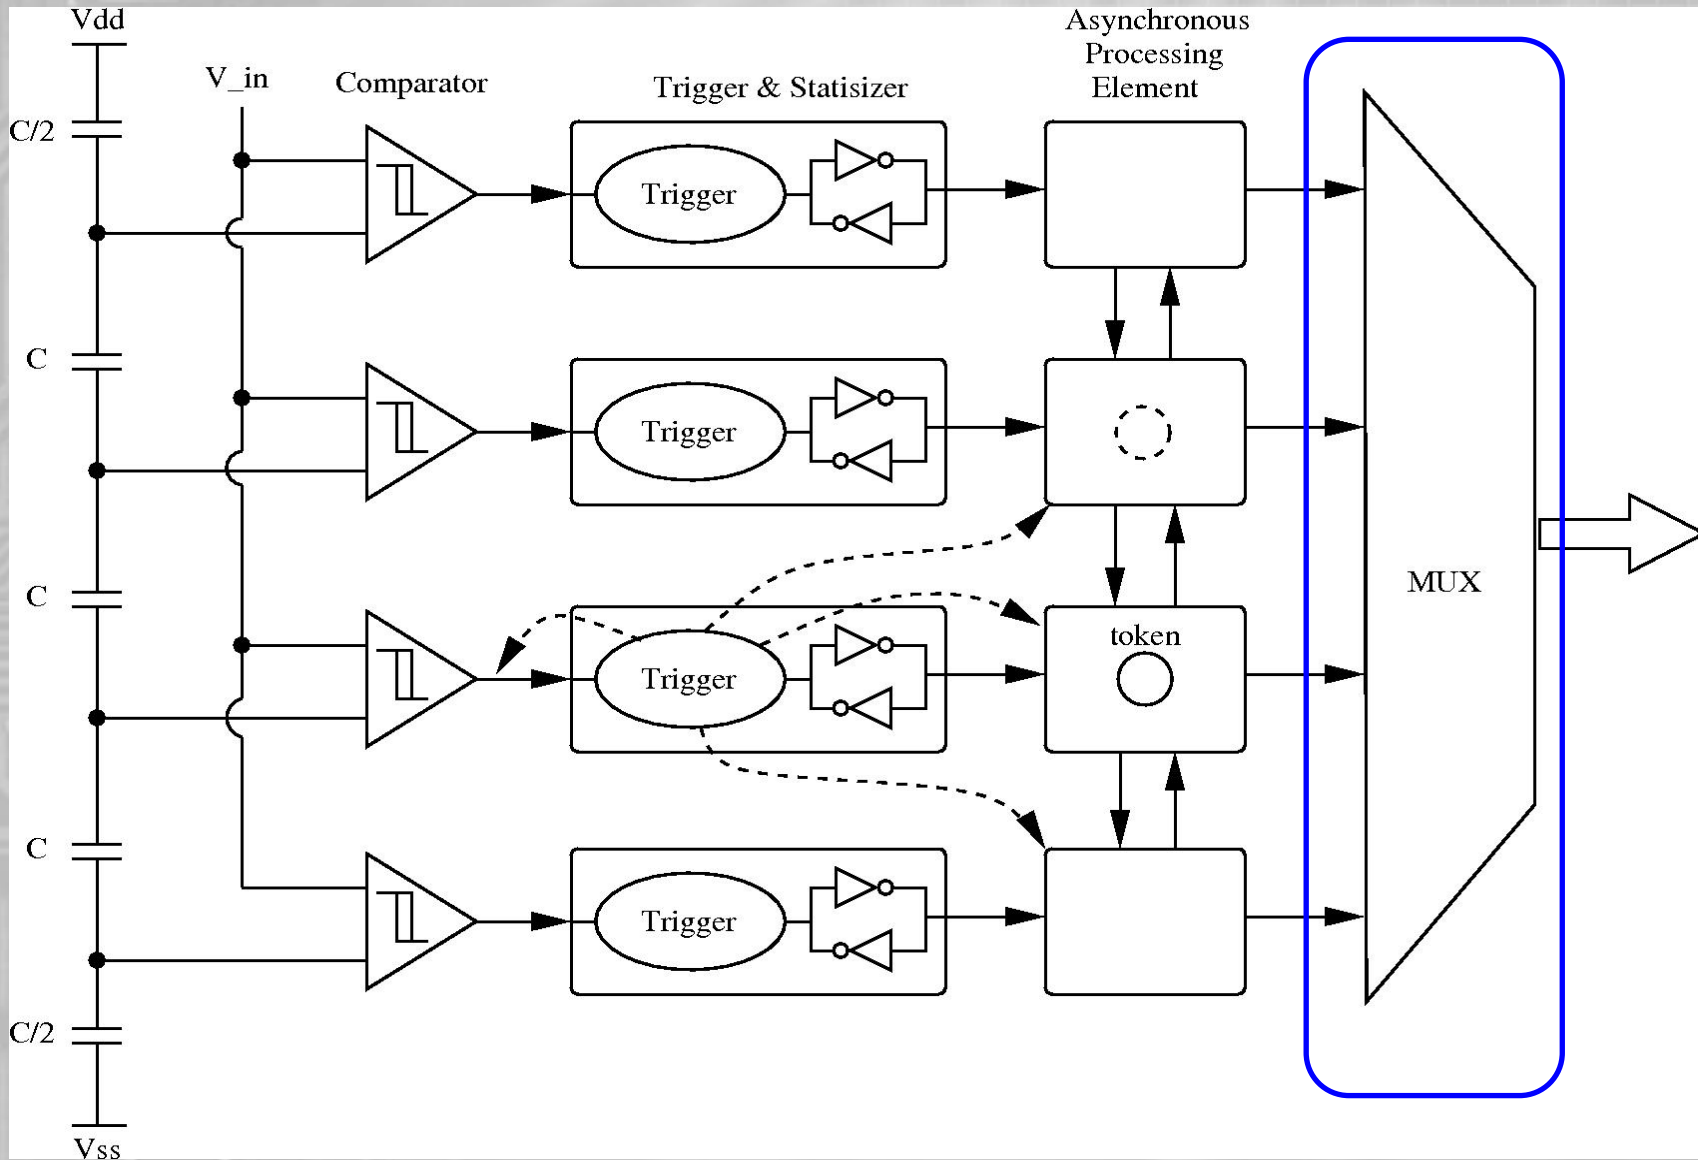 Vdd
V_in
Comparator
Trigger & Statisizer
Asynchronous
Processing
Element
C/2
Trigger
C
Trigger
C
token
Trigger
MUX
C
Trigger
C/2
Vss